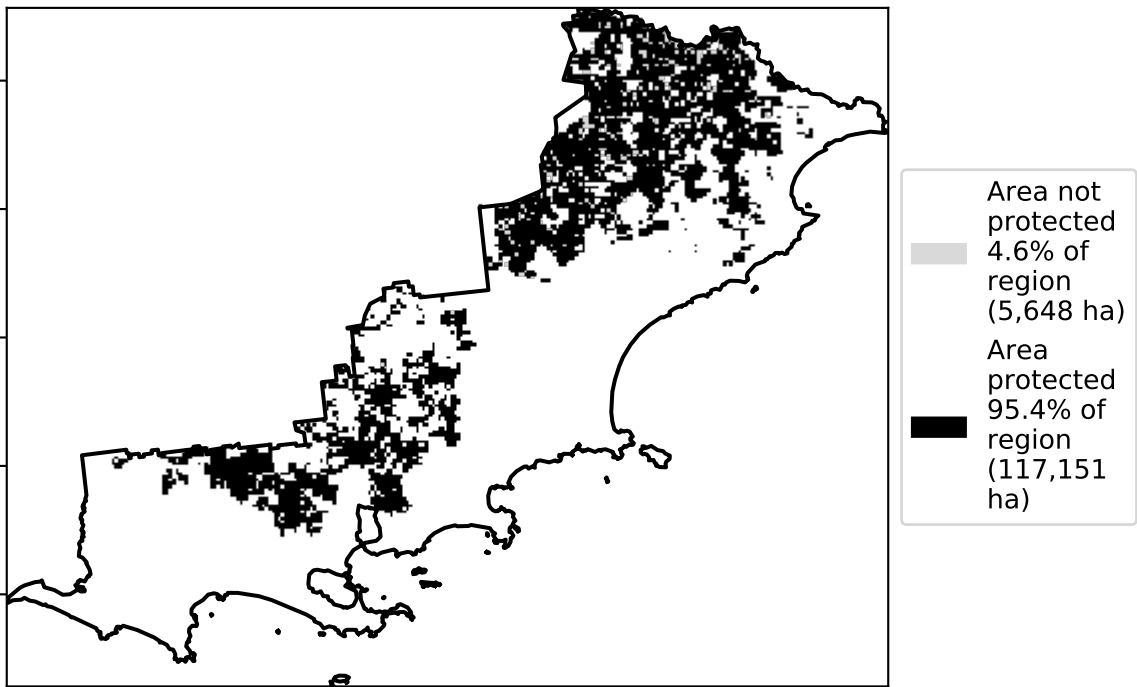 Area not
protected
4.6% of
region
(5,648 ha)
Area
protected
95.4% of
region
(117,151
ha)